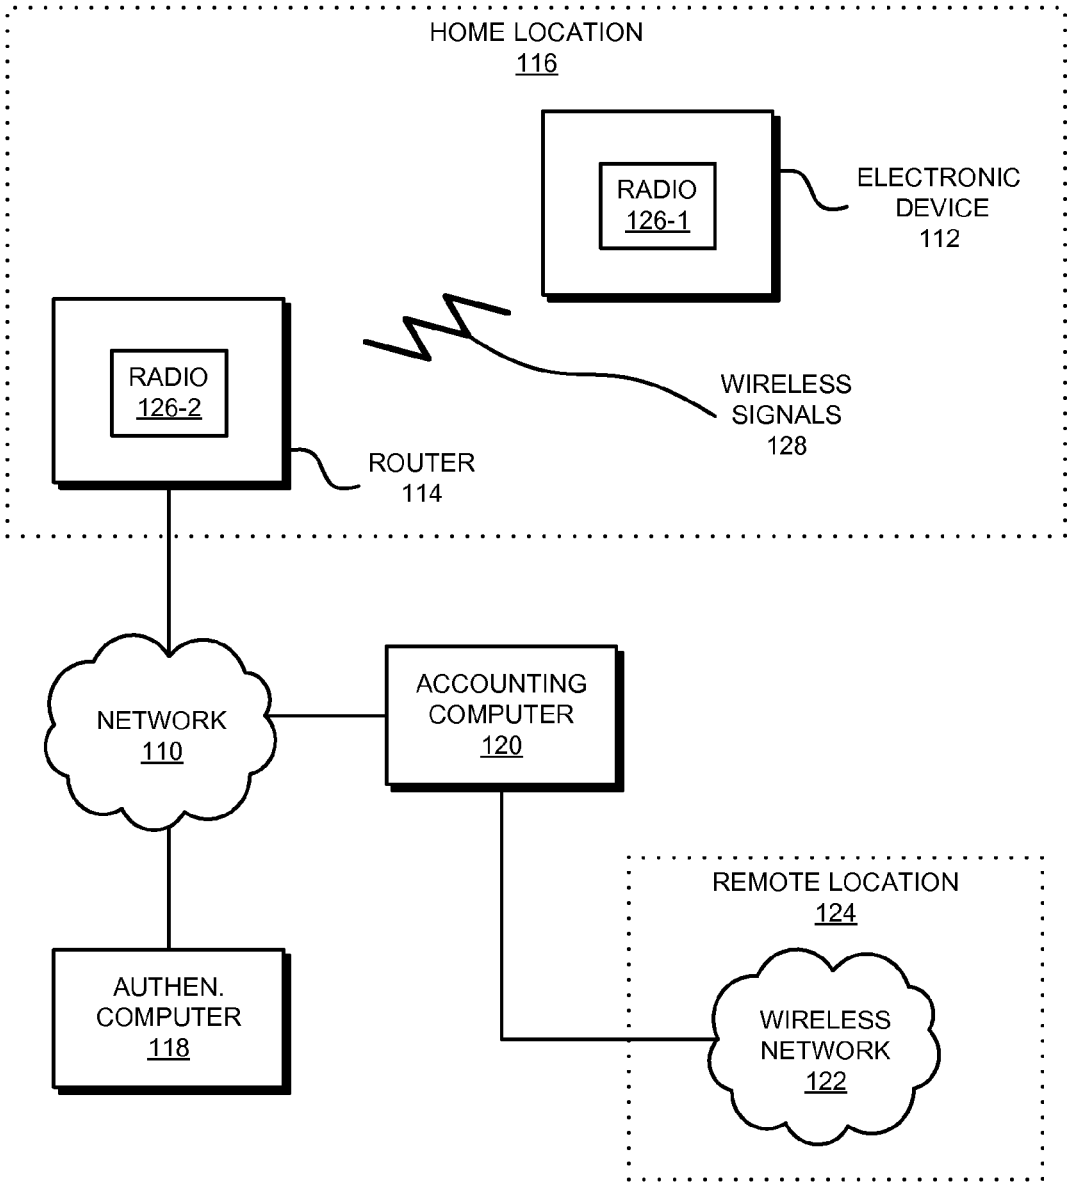 HOME LOCATION
116
RADIO
126-1
ELECTRONIC
DEVICE
112
RADIO
126-2
WIRELESS
SIGNALS
128
ROUTER
114
NETWORK
110
ACCOUNTING
COMPUTER
120
REMOTE LOCATION
124
AUTHEN.
COMPUTER
118
WIRELESS
NETWORK
122